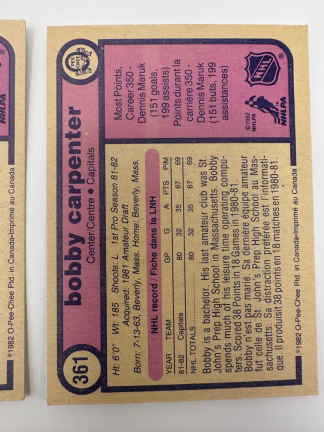 361
bobby carpenter
Center/Centre • Capitals
Ht: 6'0" Wt: 185 Shoots: L 1st Pro Season 81-82
Acquired: 1981 Amateur Draft
Born: 7-13-63, Beverly, Mass. Home: Beverly, Mass.
NHL record / Fiche dans la LNH
YEAR TEAM GP G A PTS PIM
81-82 Capitals 80 32 35 67 69
NHL TOTALS 80 32 35 67 69
Bobby is a bachelor. His last amateur club was St.
John's Prep High School in Massachusetts. Bobby
spends much of his leisure time operating compu-
ters. Scored 38 Points in 18 Games in 1980-81.
Bobby n'est pas marié. Sa dernière équipe amateur
fut celle de St. John's Prep High School au Mas-
sachusetts. Sa distraction préférée est l'informati-
que. Il produisit 38 points en 18 matches en 1980-81.
Most Points,
Career 350 -
Dennis Maruk
(151 goals,
199 assists)
Points durant la
carrière 350 -
Dennis Maruk
(151 buts, 199
assistances)
NHL
©1982
NHLPA
NHLPA
©1982 O-Pee-Chee Ptd. in Canada/Imprimé au Canada
NHLPA
©1982 O-Pee-Chee Ptd. in Canada/Imprimé au Canada